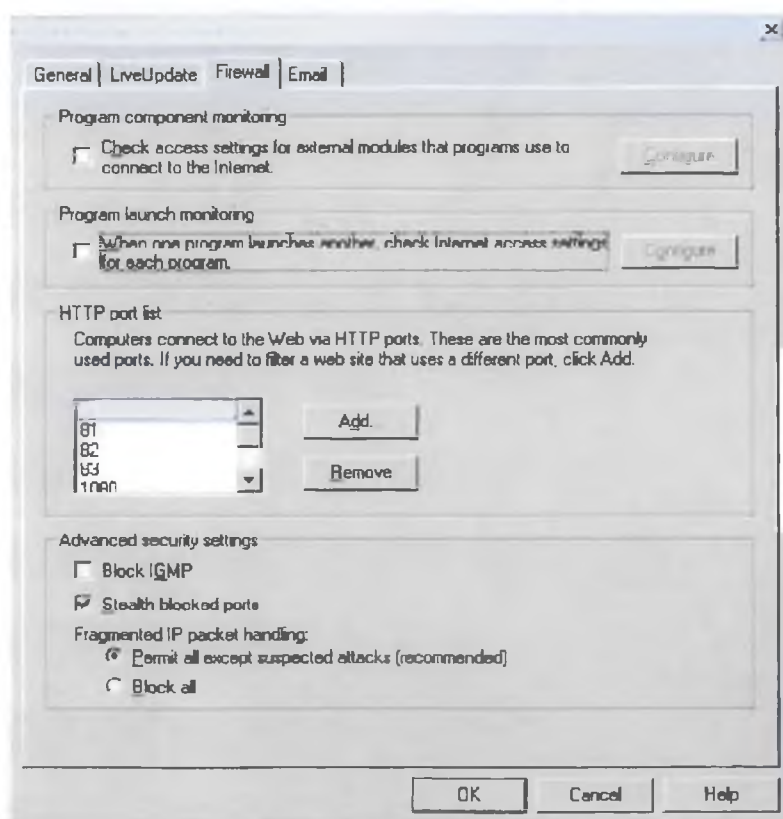 General LiveUpdate Firewall Email
Program component monitoring
Check access settings for external modules that programs use to
connect to the Internet.
Configure
Program launch monitoring
When one program launches another, check Internet access settings
for each program.
Configure
HTTP port list
Computers connect to the Web via HTTP ports. These are the most commonly
used ports. If you need to filter a web site that uses a different port, click Add.
81
82
83
1080
Add.
Remove
Advanced security settings
Block IGMP
Stealth blocked ports
Fragmented IP packet handling:
Permit all except suspected attacks (recommended)
Block all
OK Cancel Help